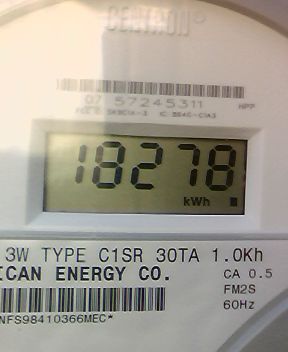 CENTRON®
07 57245311 HPP
18278
kWh
3W TYPE C1SR 30TA 1.0Kh
ICAN ENERGY CO. CA 0.5
FM2S
60Hz
NFS98410366MEC*